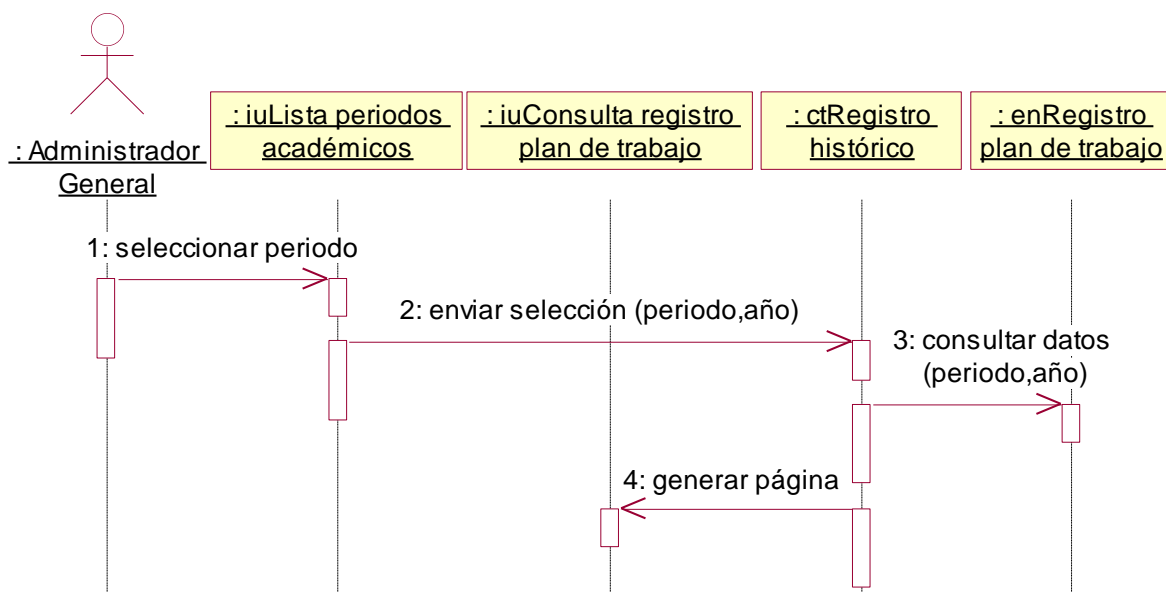 : Administrador
General
: iuLista periodos
académicos
: iuConsulta registro
plan de trabajo
: ctRegistro
histórico
: enRegistro
plan de trabajo
1: seleccionar periodo
2: enviar selección (periodo,año)
3: consultar datos
(periodo,año)
4: generar página